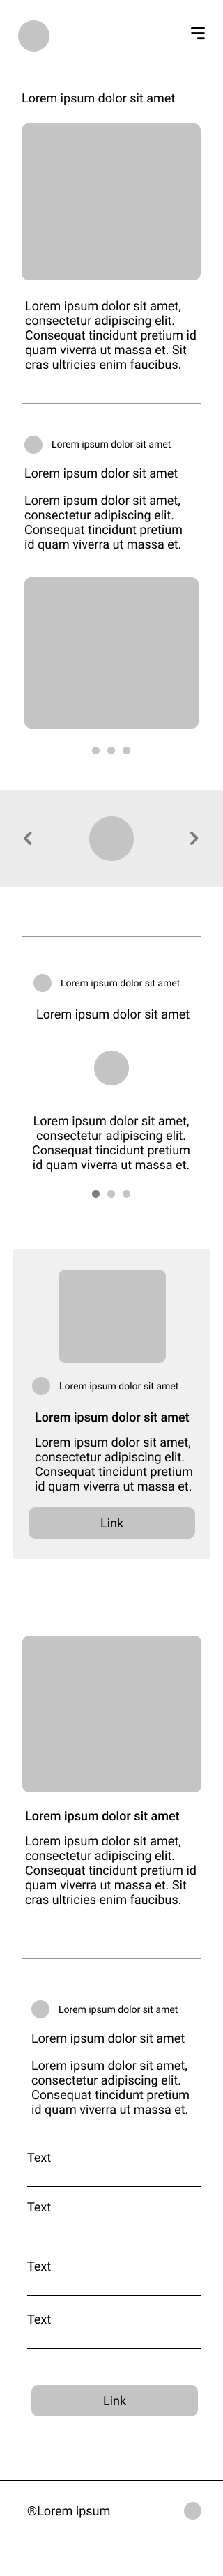 Lorem ipsum dolor sit amet
Lorem ipsum dolor sit amet,
consectetur adipiscing elit.
Consequat tincidunt pretium id
quam viverra ut massa et. Sit
cras ultricies enim faucibus.
Lorem ipsum dolor sit amet
Lorem ipsum dolor sit amet
Lorem ipsum dolor sit amet,
consectetur adipiscing elit.
Consequat tincidunt pretium
id quam viverra ut massa et.
Lorem ipsum dolor sit amet
Lorem ipsum dolor sit amet
Lorem ipsum dolor sit amet,
consectetur adipiscing elit.
Consequat tincidunt pretium
id quam viverra ut massa et.
Lorem ipsum dolor sit amet
Lorem ipsum dolor sit amet
Lorem ipsum dolor sit amet,
consectetur adipiscing elit.
Consequat tincidunt pretium
id quam viverra ut massa et.
Link
Lorem ipsum dolor sit amet
Lorem ipsum dolor sit amet,
consectetur adipiscing elit.
Consequat tincidunt pretium id
quam viverra ut massa et. Sit
cras ultricies enim faucibus.
Lorem ipsum dolor sit amet
Lorem ipsum dolor sit amet
Lorem ipsum dolor sit amet,
consectetur adipiscing elit.
Consequat tincidunt pretium
id quam viverra ut massa et.
Text
Text
Text
Text
Link
®Lorem ipsum